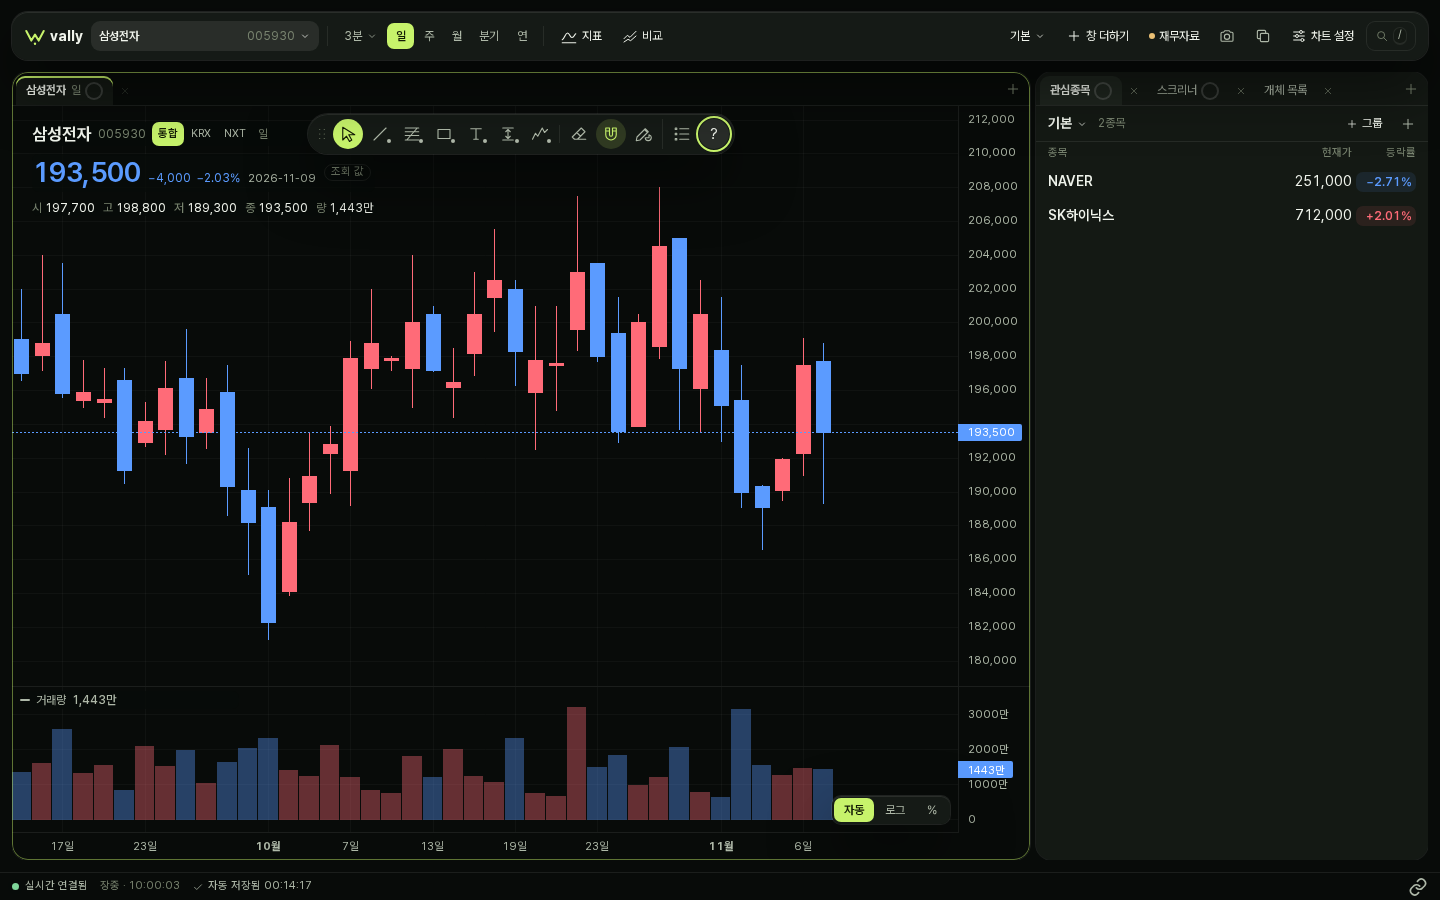 vally 삼성전자 005930 3분 일 주 월 분기 연 지표 비교 기본 창 더하기 재무자료 차트 설정 /
삼성전자 일
관심종목 스크리너 개체 목록
삼성전자 005930 통합 KRX NXT 일
T ?
193,500 −4,000 −2.03% 2026-11-09 조회 값
시 197,700 고 198,800 저 189,300 종 193,500 량 1,443만
212,000
210,000
208,000
206,000
204,000
202,000
200,000
198,000
196,000
193,500
192,000
190,000
188,000
186,000
184,000
182,000
180,000
거래량 1,443만
3000만
2000만
1443만
1000만
0
자동 로그 %
17일 23일 10월 7일 13일 19일 23일 11월 6일
기본 2종목 그룹
종목 현재가 등락률
NAVER 251,000 −2.71%
SK하이닉스 712,000 +2.01%
실시간 연결됨 장중 · 10:00:03 자동 저장됨 00:14:17